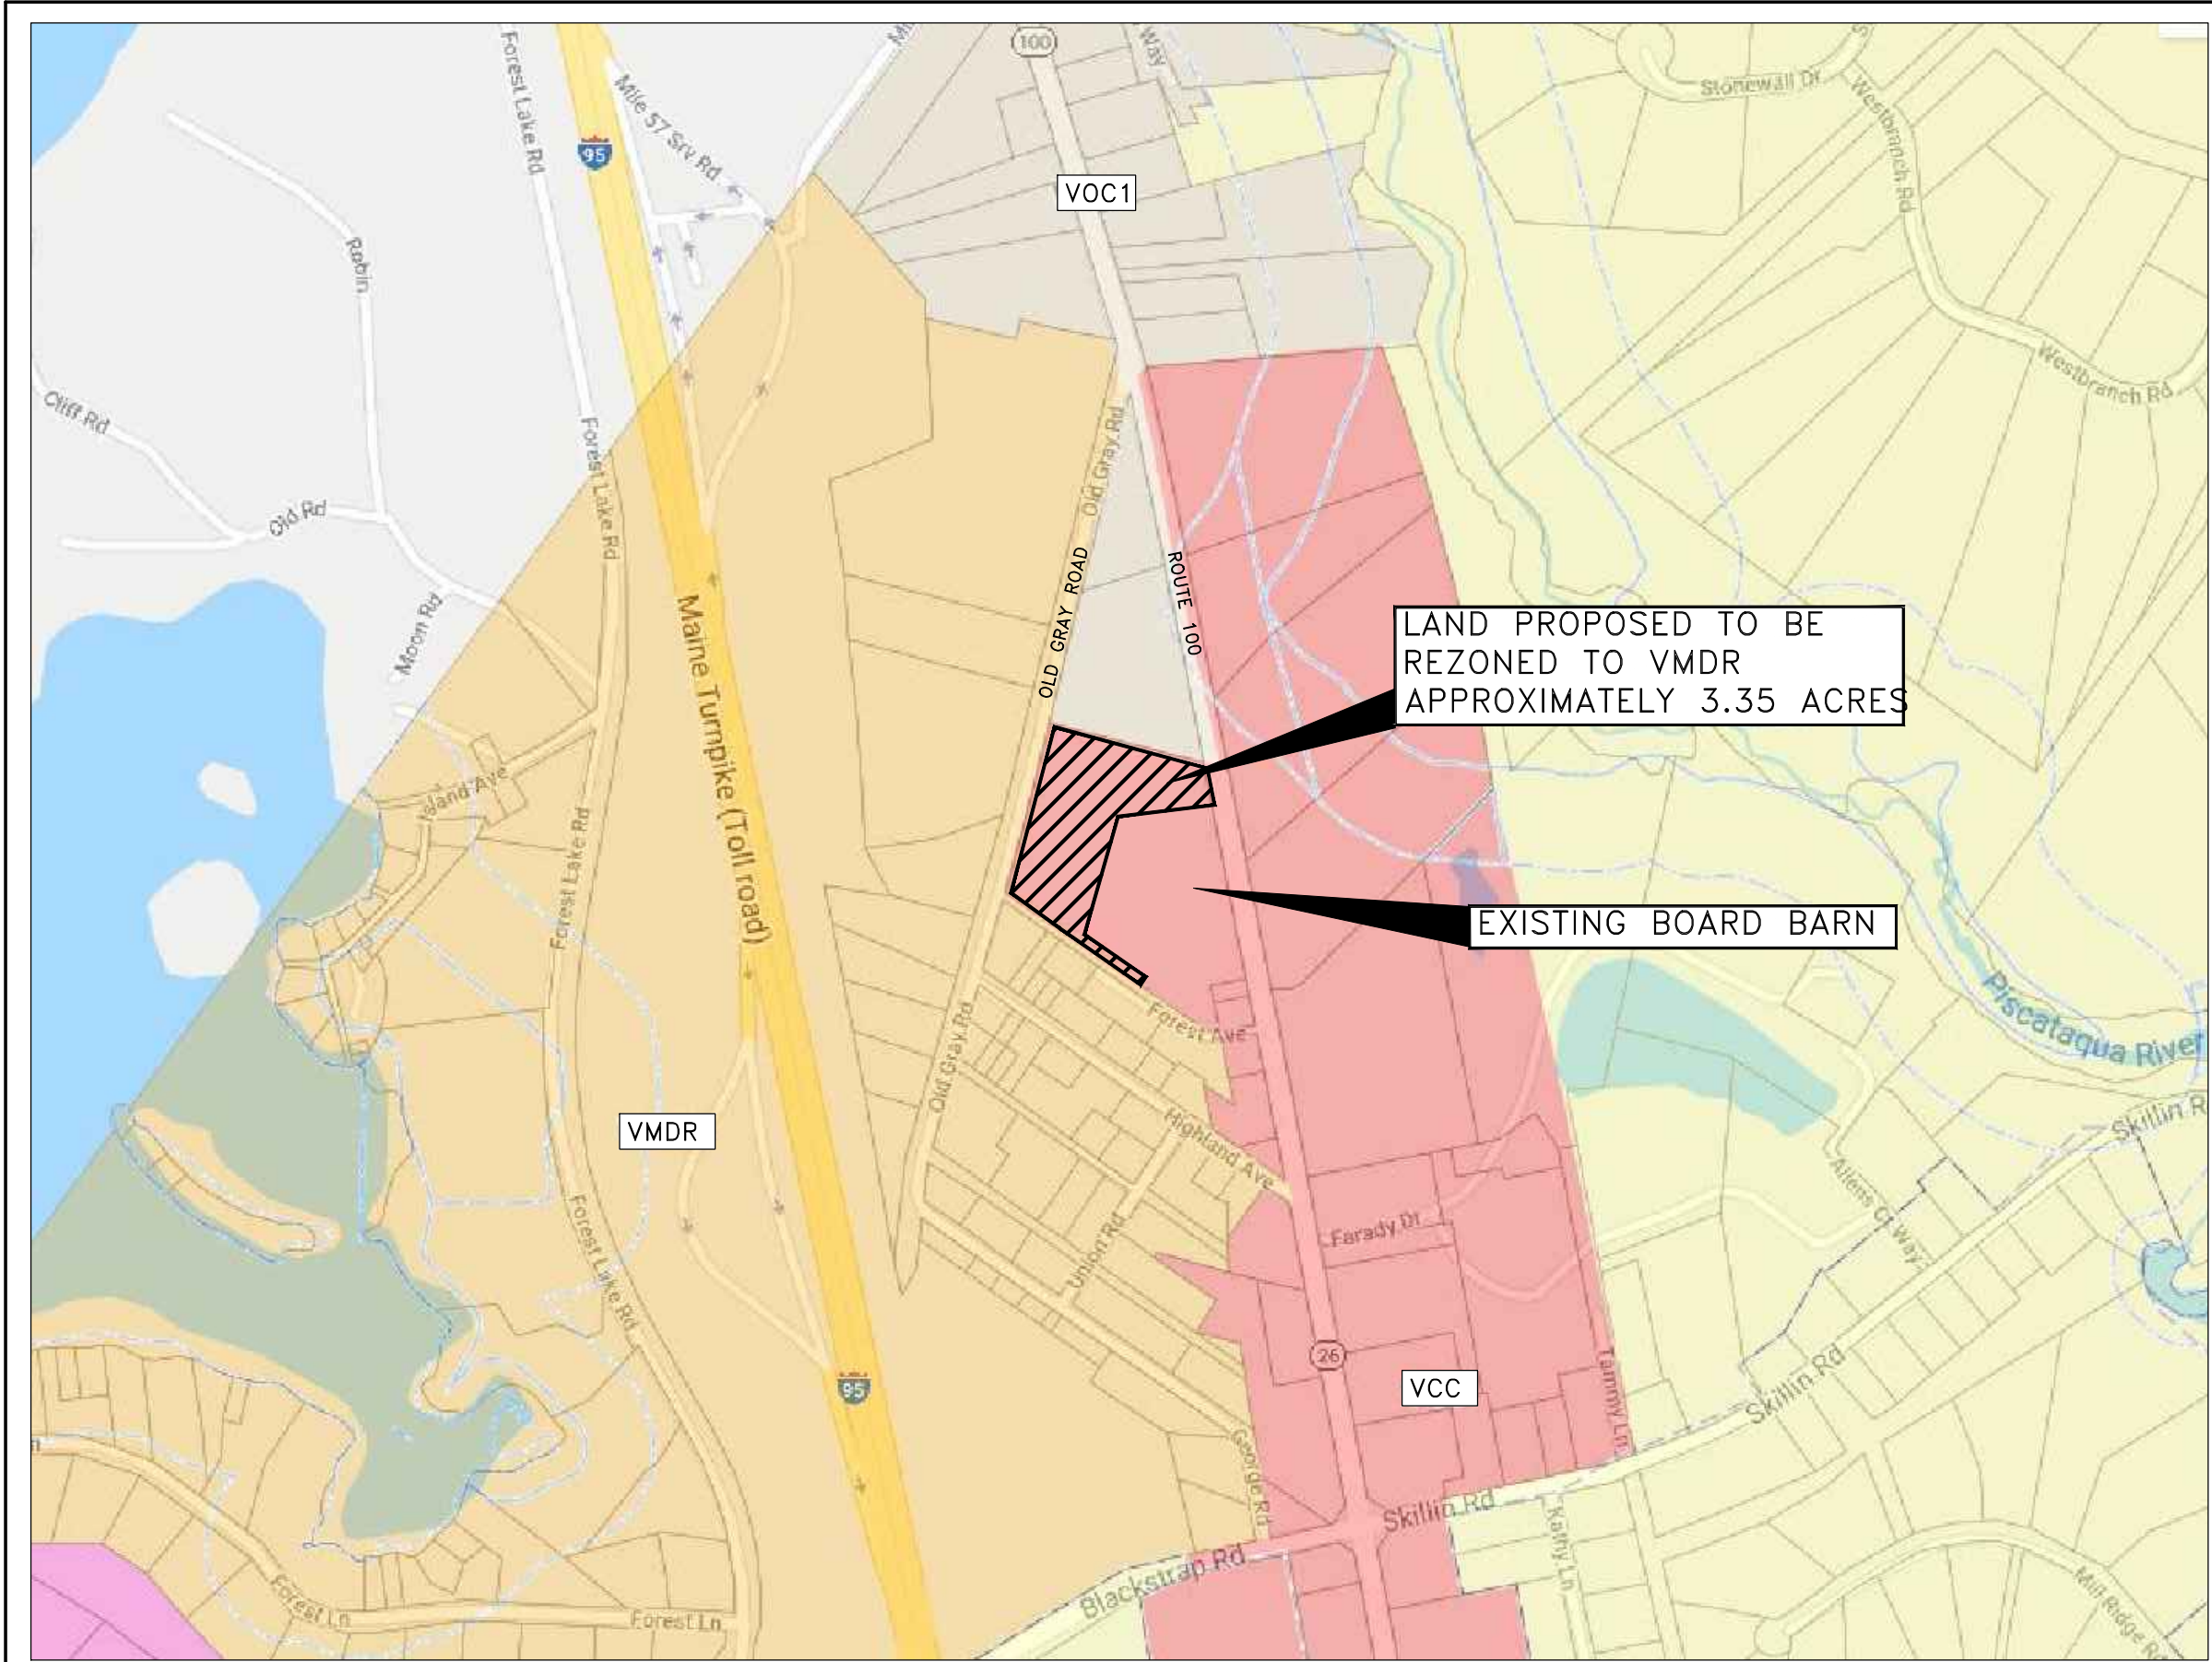 100
Way
Forest Lake Rd
Mile 57 Srv Rd
Stonewall Dr
Westbranch Rd
95
VOC1
Robin
Westbranch Rd
Cliff Rd
Forest Lake Rd
Old Gray Rd
Old Rd
OLD GRAY ROAD
ROUTE 100
Moon Rd
Maine Turnpike (Toll road)
LAND PROPOSED TO BE
REZONED TO VMDR
APPROXIMATELY 3.35 ACRES
Island Ave
Forest Lake Rd
EXISTING BOARD BARN
Piscataqua River
Forest Ave
Old Gray Rd
VMDR
Highland Ave
Skillin R
Allens Ct Way
Farady Dr
Union Rd
Forest Lake Rd
26
95
VCC
Tammy Ln
Skillin Rd
George Rd
Skillin Rd
Kathy Ln
Blackstrap Rd
Mill Ridge Rd
Forest Ln
Forest Ln